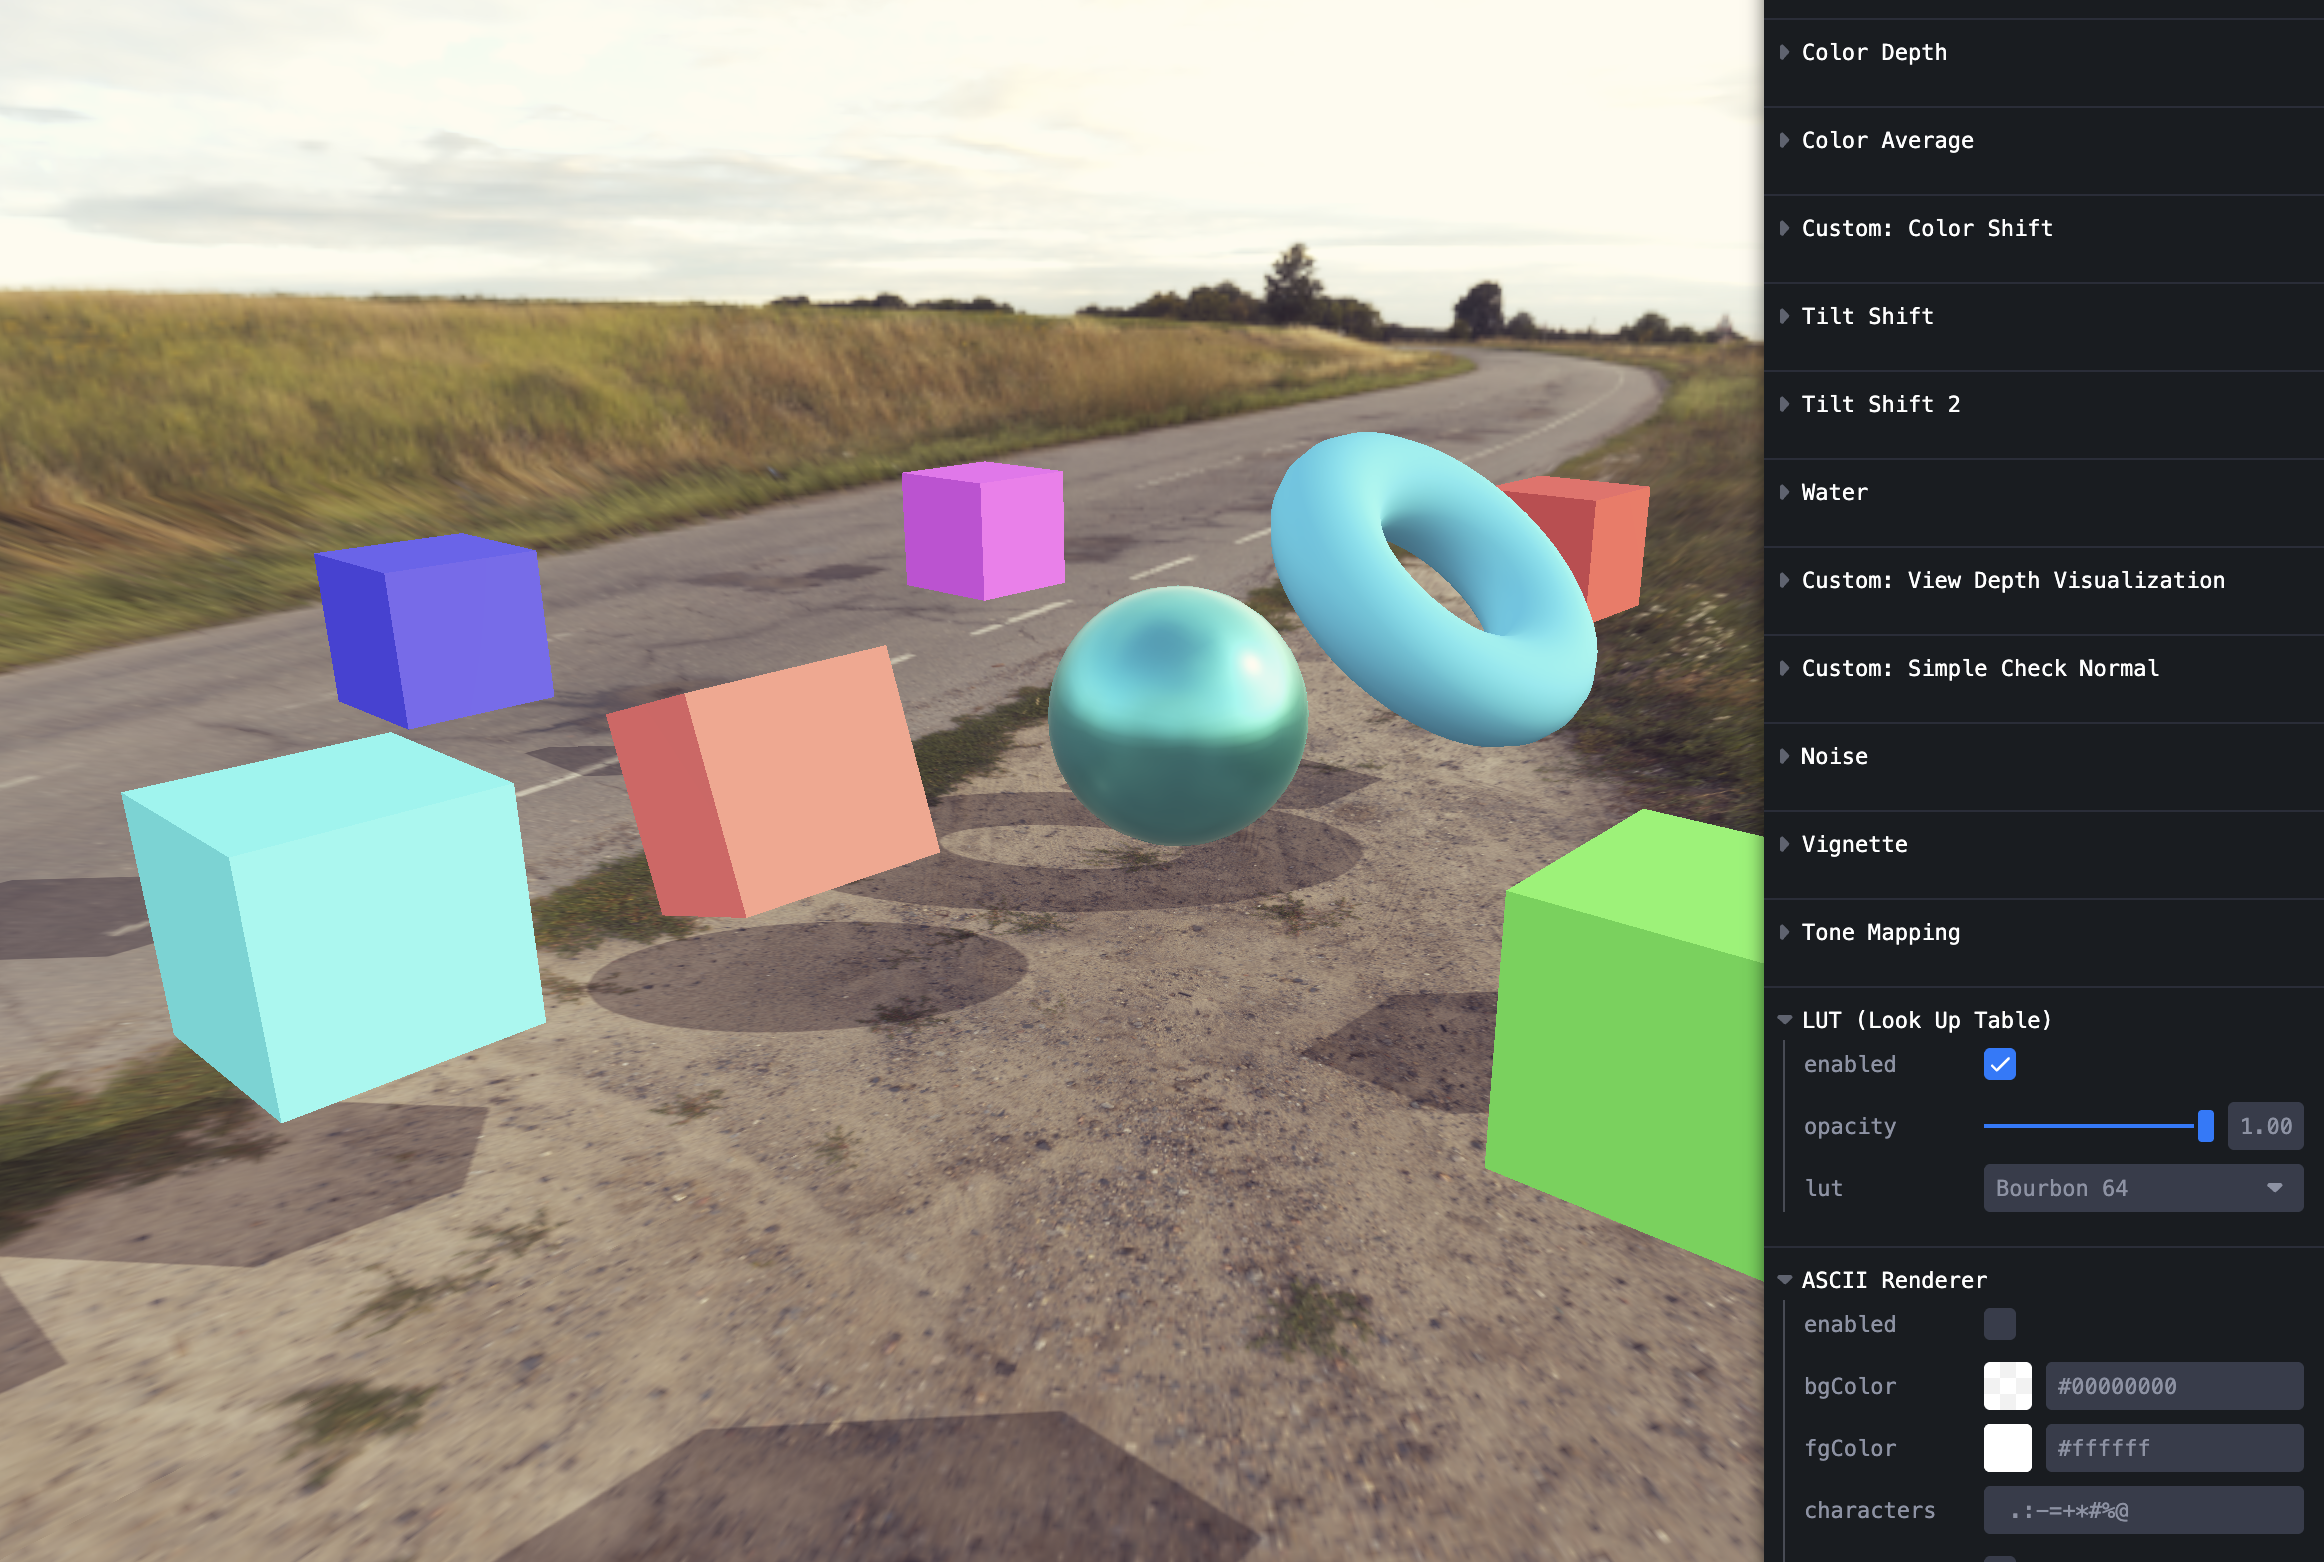 Color Depth
Color Average
Custom: Color Shift
Tilt Shift
Tilt Shift 2
Water
Custom: View Depth Visualization
Custom: Simple Check Normal
Noise
Vignette
Tone Mapping
LUT (Look Up Table)
enabled
opacity 1.00
lut Bourbon 64
ASCII Renderer
enabled
bgColor #00000000
fgColor #ffffff
characters .:-=+*#%@